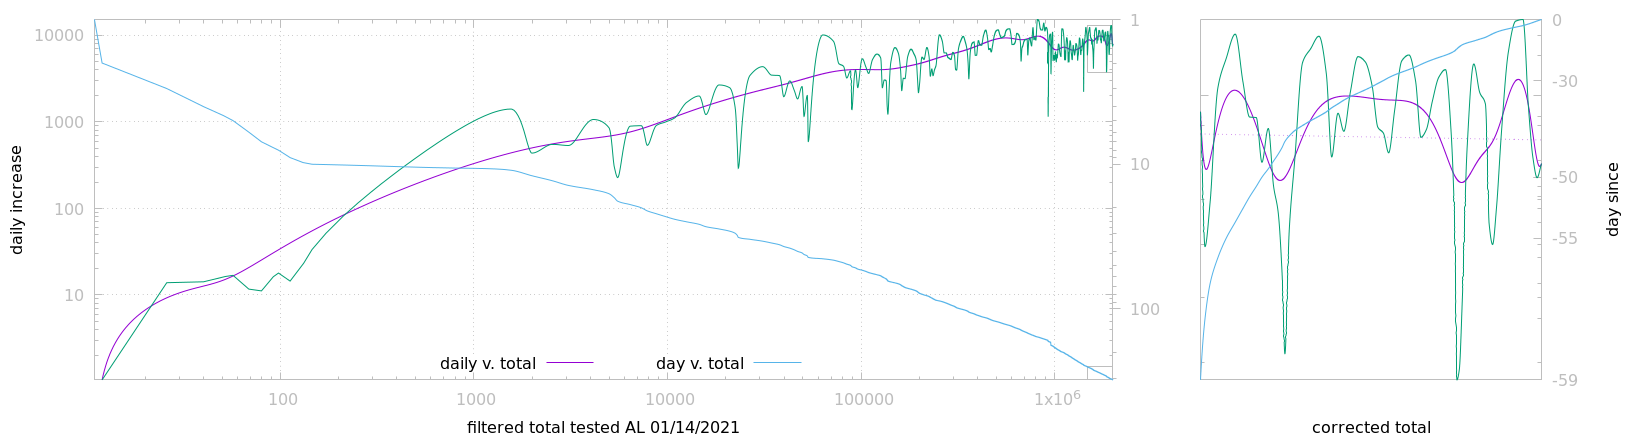 10000
1000
100
10
daily increase
100
1000
10000
100000
1x10⁶
filtered total tested AL 01/14/2021
daily v. total
day v. total
1
10
100
0
-30
-50
-55
-59
day since
corrected total